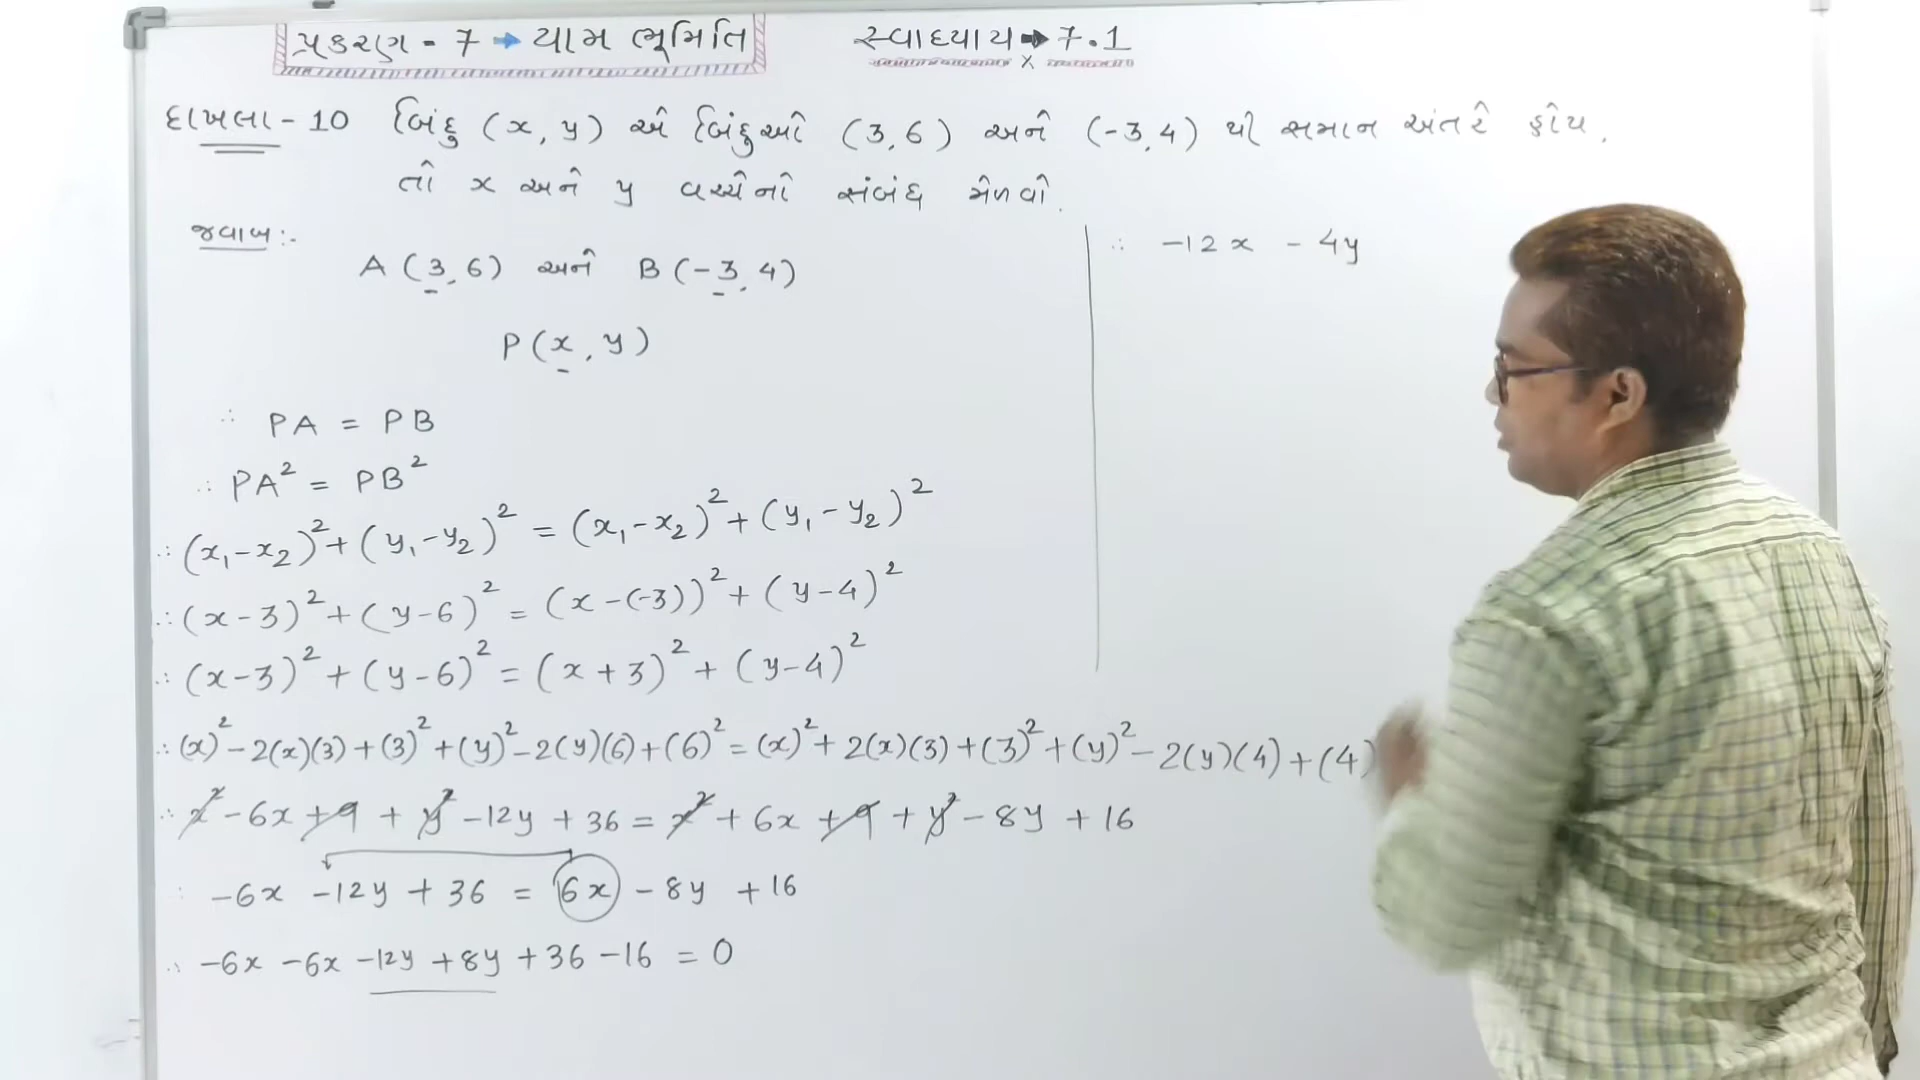 પ્રકરણ - 7 → યામ ભૂમિતિ
સ્વાધ્યાય → 7.1
x
દાખલા - 10 બિંદુ (x, y) એ બિંદુઓ (3, 6) અને (-3, 4) થી સમાન અંતરે હોય,
તો x અને y વચ્ચેનો સંબંધ મેળવો.
જવાબ :-
A (3, 6) અને B (-3, 4)
P (x, y)
∴ PA = PB
∴ PA² = PB²
∴ (x₁-x₂)² + (y₁-y₂)² = (x₁-x₂)² + (y₁-y₂)²
∴ (x-3)² + (y-6)² = (x-(-3))² + (y-4)²
∴ (x-3)² + (y-6)² = (x+3)² + (y-4)²
∴ (x)² - 2(x)(3) + (3)² + (y)² - 2(y)(6) + (6)² = (x)² + 2(x)(3) + (3)² + (y)² - 2(y)(4) + (4)
∴ x² - 6x + 9 + y² - 12y + 36 = x² + 6x + 9 + y² - 8y + 16
∴ -6x - 12y + 36 = 6x - 8y + 16
∴ -6x - 6x - 12y + 8y + 36 - 16 = 0
∴ -12x - 4y